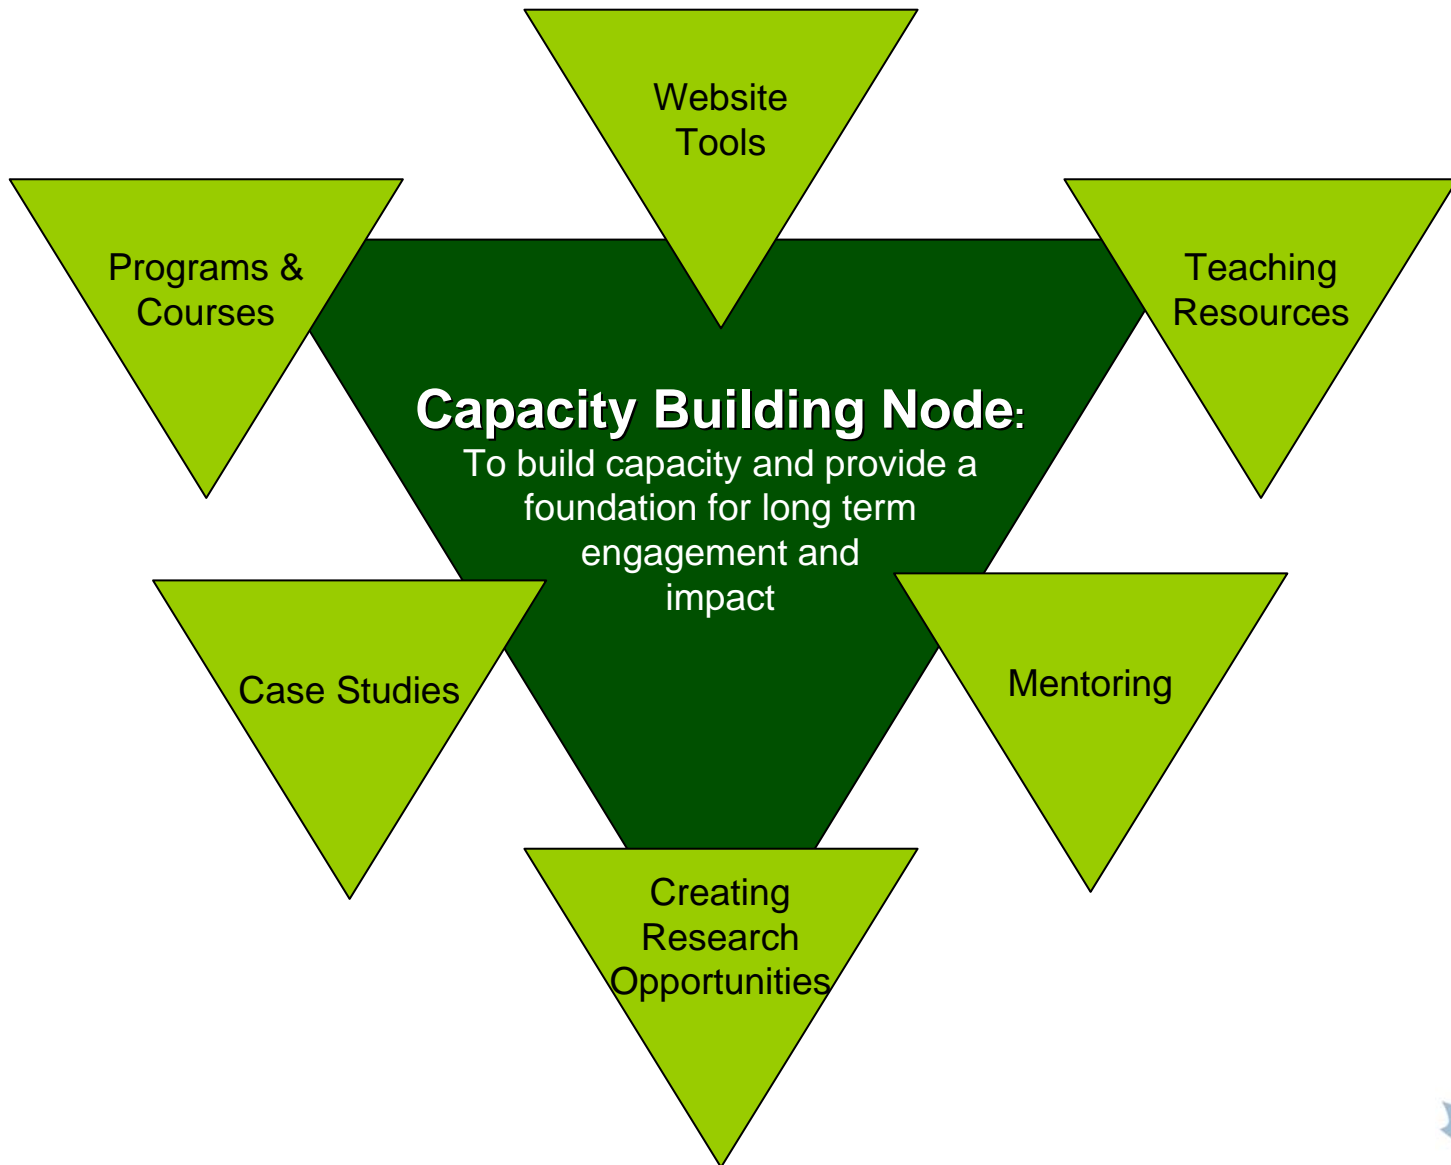 Website
Tools
Programs &
Courses
Teaching
Resources
Capacity Building Node:
To build capacity and provide a
foundation for long term
engagement and
impact
Case Studies
Mentoring
Creating
Research
Opportunities